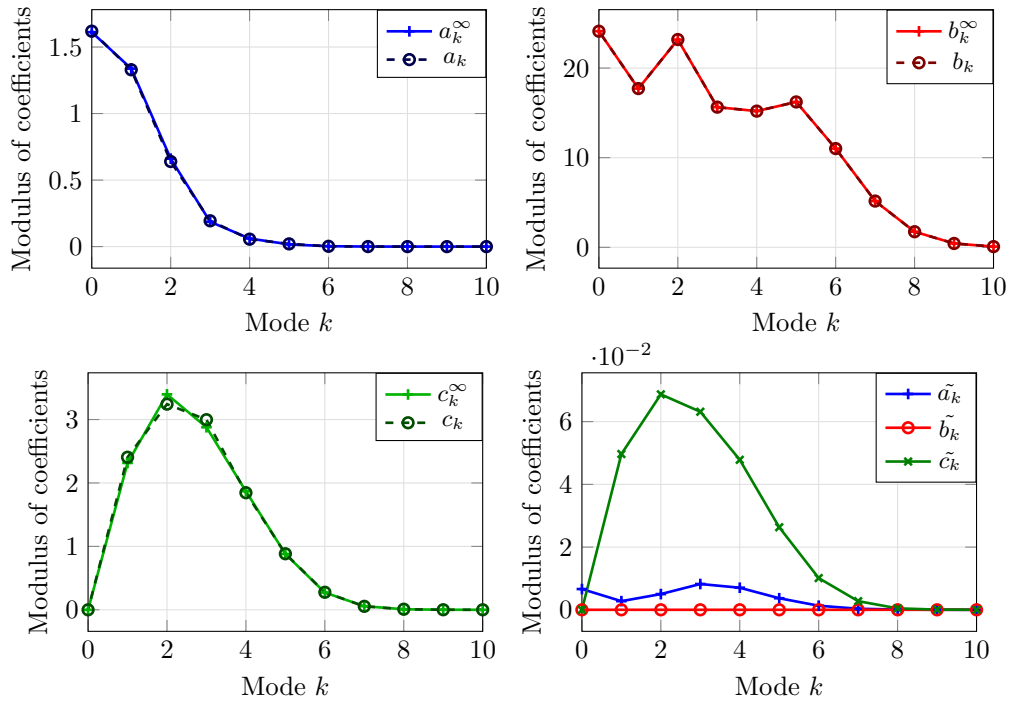 Modulus of coefficients
1.5
1
0.5
0
0 2 4 6 8 10
Mode k
a_k^∞
a_k
Modulus of coefficients
20
10
0
0 2 4 6 8 10
Mode k
b_k^∞
b_k
Modulus of coefficients
3
2
1
0
0 2 4 6 8 10
Mode k
c_k^∞
c_k
·10^−2
Modulus of coefficients
6
4
2
0
0 2 4 6 8 10
Mode k
ã_k
b̃_k
c̃_k